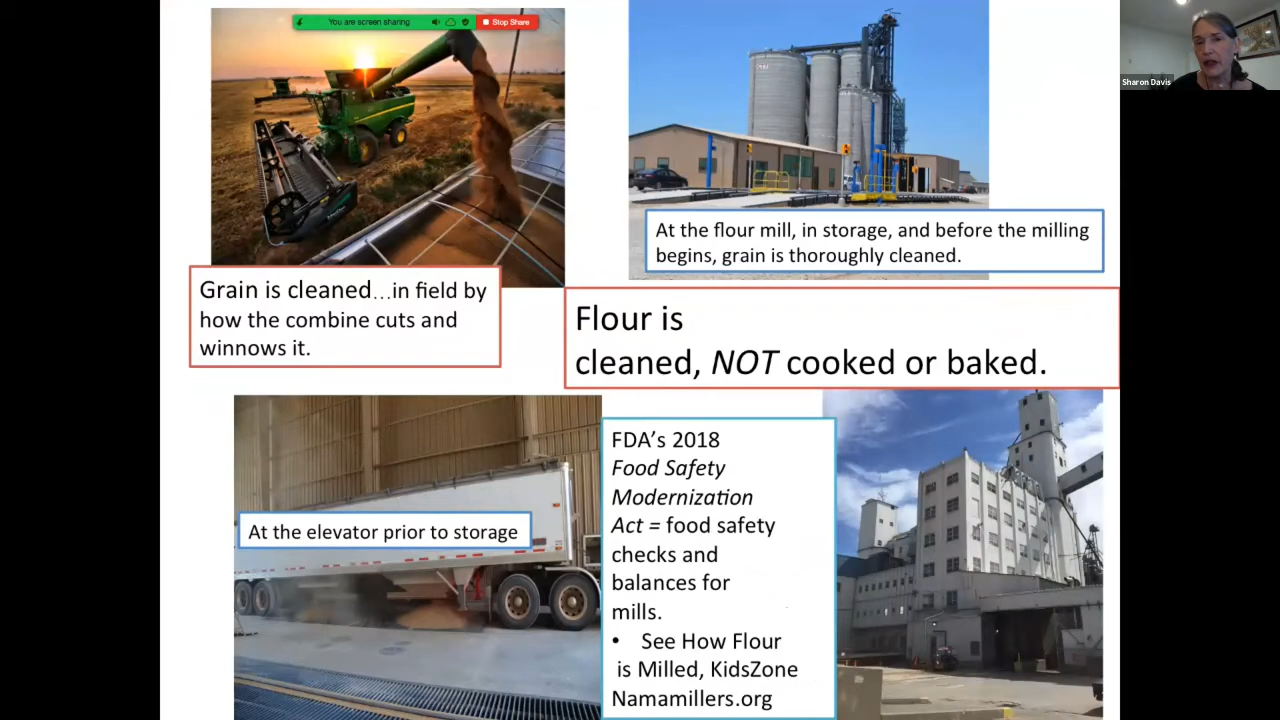 You are screen sharing
Stop Share
Sharon Davis
At the flour mill, in storage, and before the milling
begins, grain is thoroughly cleaned.
Grain is cleaned…in field by
how the combine cuts and
winnows it.
Flour is
cleaned, NOT cooked or baked.
At the elevator prior to storage
FDA’s 2018
Food Safety
Modernization
Act = food safety
checks and
balances for
mills.
• See How Flour
is Milled, KidsZone
Namamillers.org